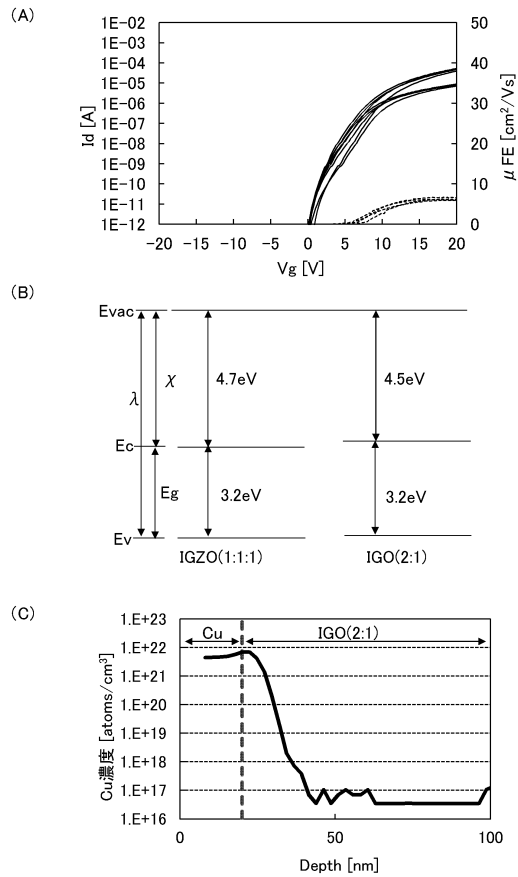 (A)
1E-02
1E-03
1E-04
1E-05
1E-06
1E-07
1E-08
1E-09
1E-10
1E-11
1E-12
Id [A]
50
40
30
20
10
0
μFE [cm²/Vs]
-20 -15 -10 -5 0 5 10 15 20
Vg [V]
(B)
Evac
λ
χ
4.7eV
4.5eV
Ec
Eg
3.2eV
3.2eV
Ev
IGZO(1:1:1)
IGO(2:1)
(C)
1.E+23
1.E+22
1.E+21
1.E+20
1.E+19
1.E+18
1.E+17
1.E+16
Cu濃度 [atoms/cm³]
Cu
IGO(2:1)
0 50 100
Depth [nm]